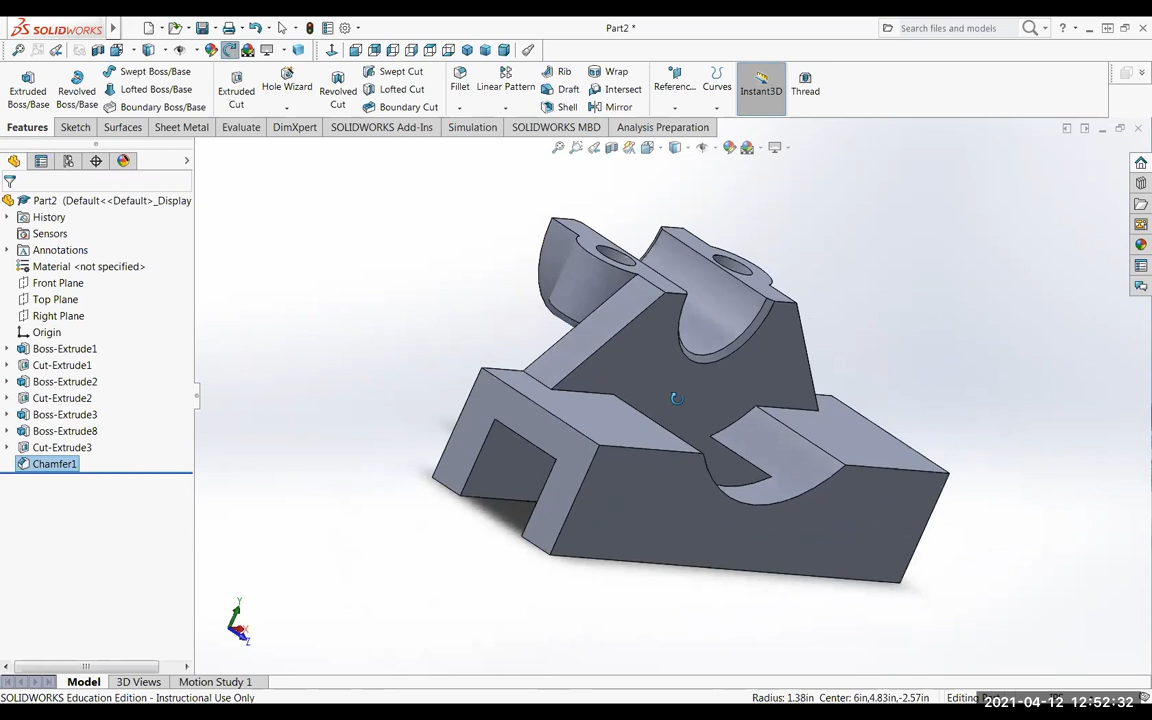 SOLIDWORKS
Part2 *
Search files and models
Extruded Boss/Base
Revolved Boss/Base
Swept Boss/Base
Lofted Boss/Base
Boundary Boss/Base
Extruded Cut
Hole Wizard
Revolved Cut
Swept Cut
Lofted Cut
Boundary Cut
Fillet
Linear Pattern
Rib
Draft
Shell
Wrap
Intersect
Mirror
Referenc...
Curves
Instant3D
Thread
Features
Sketch
Surfaces
Sheet Metal
Evaluate
DimXpert
SOLIDWORKS Add-Ins
Simulation
SOLIDWORKS MBD
Analysis Preparation
Part2 (Default<<Default>_Display
History
Sensors
Annotations
Material <not specified>
Front Plane
Top Plane
Right Plane
Origin
Boss-Extrude1
Cut-Extrude1
Boss-Extrude2
Cut-Extrude2
Boss-Extrude3
Boss-Extrude8
Cut-Extrude3
Chamfer1
Y
X
Z
Model
3D Views
Motion Study 1
SOLIDWORKS Education Edition - Instructional Use Only
Radius: 1.38in Center: 6in,4.83in,-2.57in
Editing
2021-04-12 12:52:32